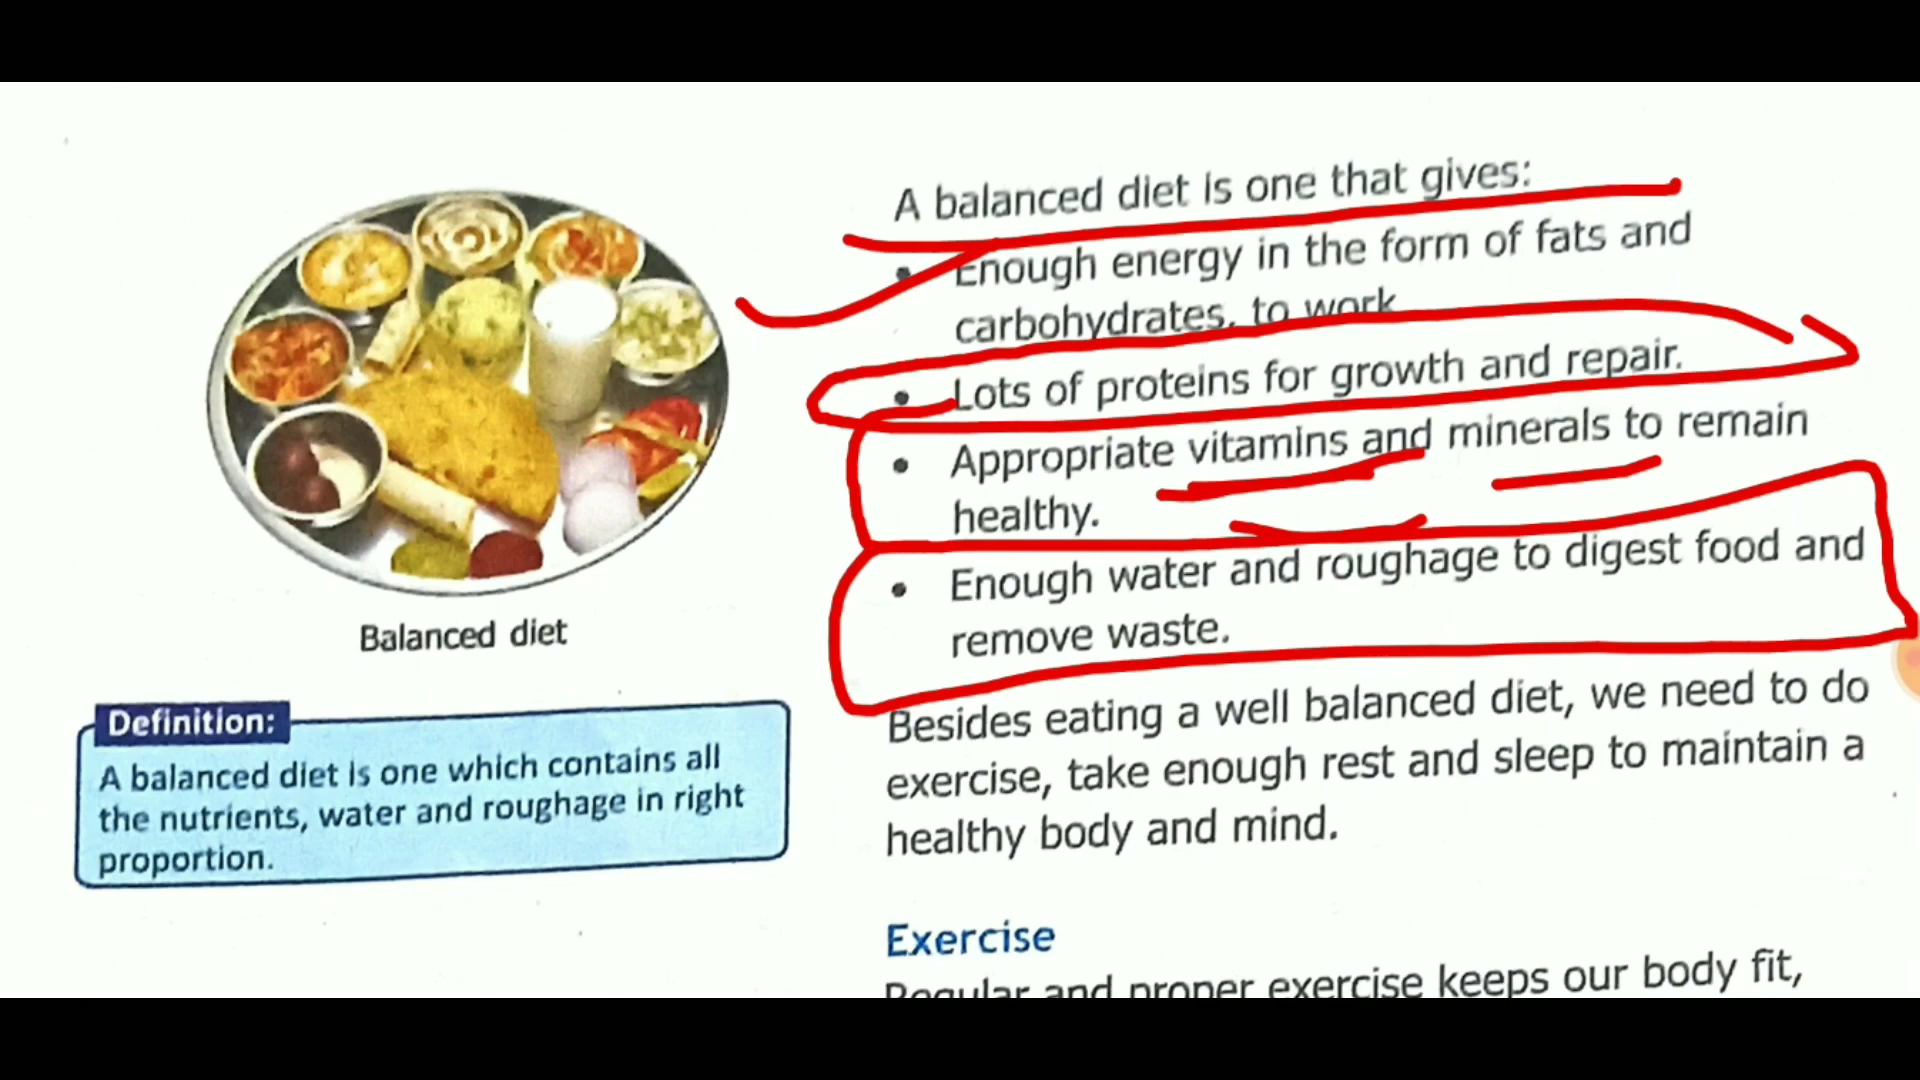 A balanced diet is one that gives:
• Enough energy in the form of fats and
carbohydrates, to work
• Lots of proteins for growth and repair.
• Appropriate vitamins and minerals to remain
healthy.
• Enough water and roughage to digest food and
remove waste.
Balanced diet
Definition:
A balanced diet is one which contains all
the nutrients, water and roughage in right
proportion.
Besides eating a well balanced diet, we need to do
exercise, take enough rest and sleep to maintain a
healthy body and mind.
Exercise
Regular and proper exercise keeps our body fit,